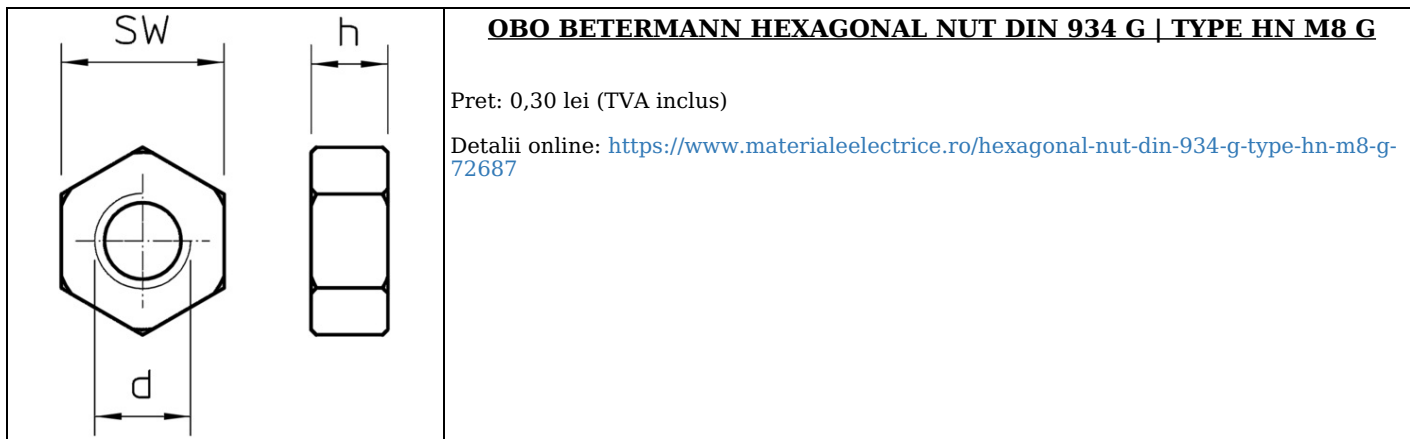 SW
h
d
OBO BETERMANN HEXAGONAL NUT DIN 934 G | TYPE HN M8 G
Pret: 0,30 lei (TVA inclus)
Detalii online: https://www.materialeelectrice.ro/hexagonal-nut-din-934-g-type-hn-m8-g-
72687